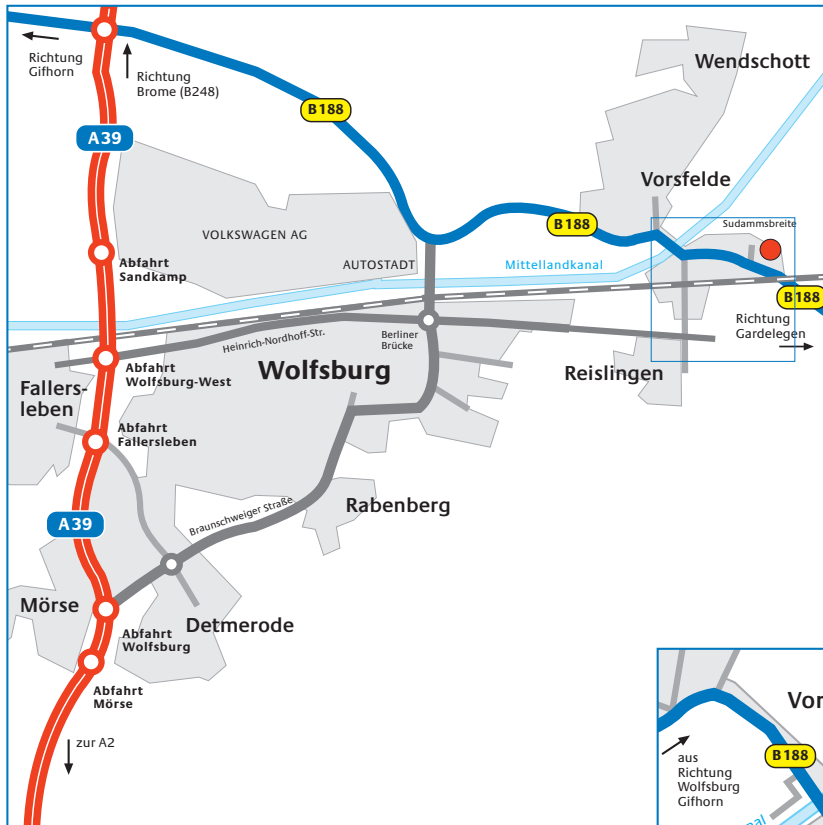 Richtung
Gifhorn
Richtung
Brome (B248)
B188
Wendschott
A39
Vorsfelde
VOLKSWAGEN AG
B188
Sudammsbreite
Abfahrt
Sandkamp
AUTOSTADT
Mittellandkanal
B188
Richtung
Gardelegen
Heinrich-Nordhoff-Str.
Berliner
Brücke
Abfahrt
Wolfsburg-West
Wolfsburg
Reislingen
Fallers-
leben
Abfahrt
Fallersleben
A39
Braunschweiger Straße
Rabenberg
Mörse
Detmerode
Abfahrt
Wolfsburg
Abfahrt
Mörse
zur A2
Vor
B188
aus
Richtung
Wolfsburg
Gifhorn
nal